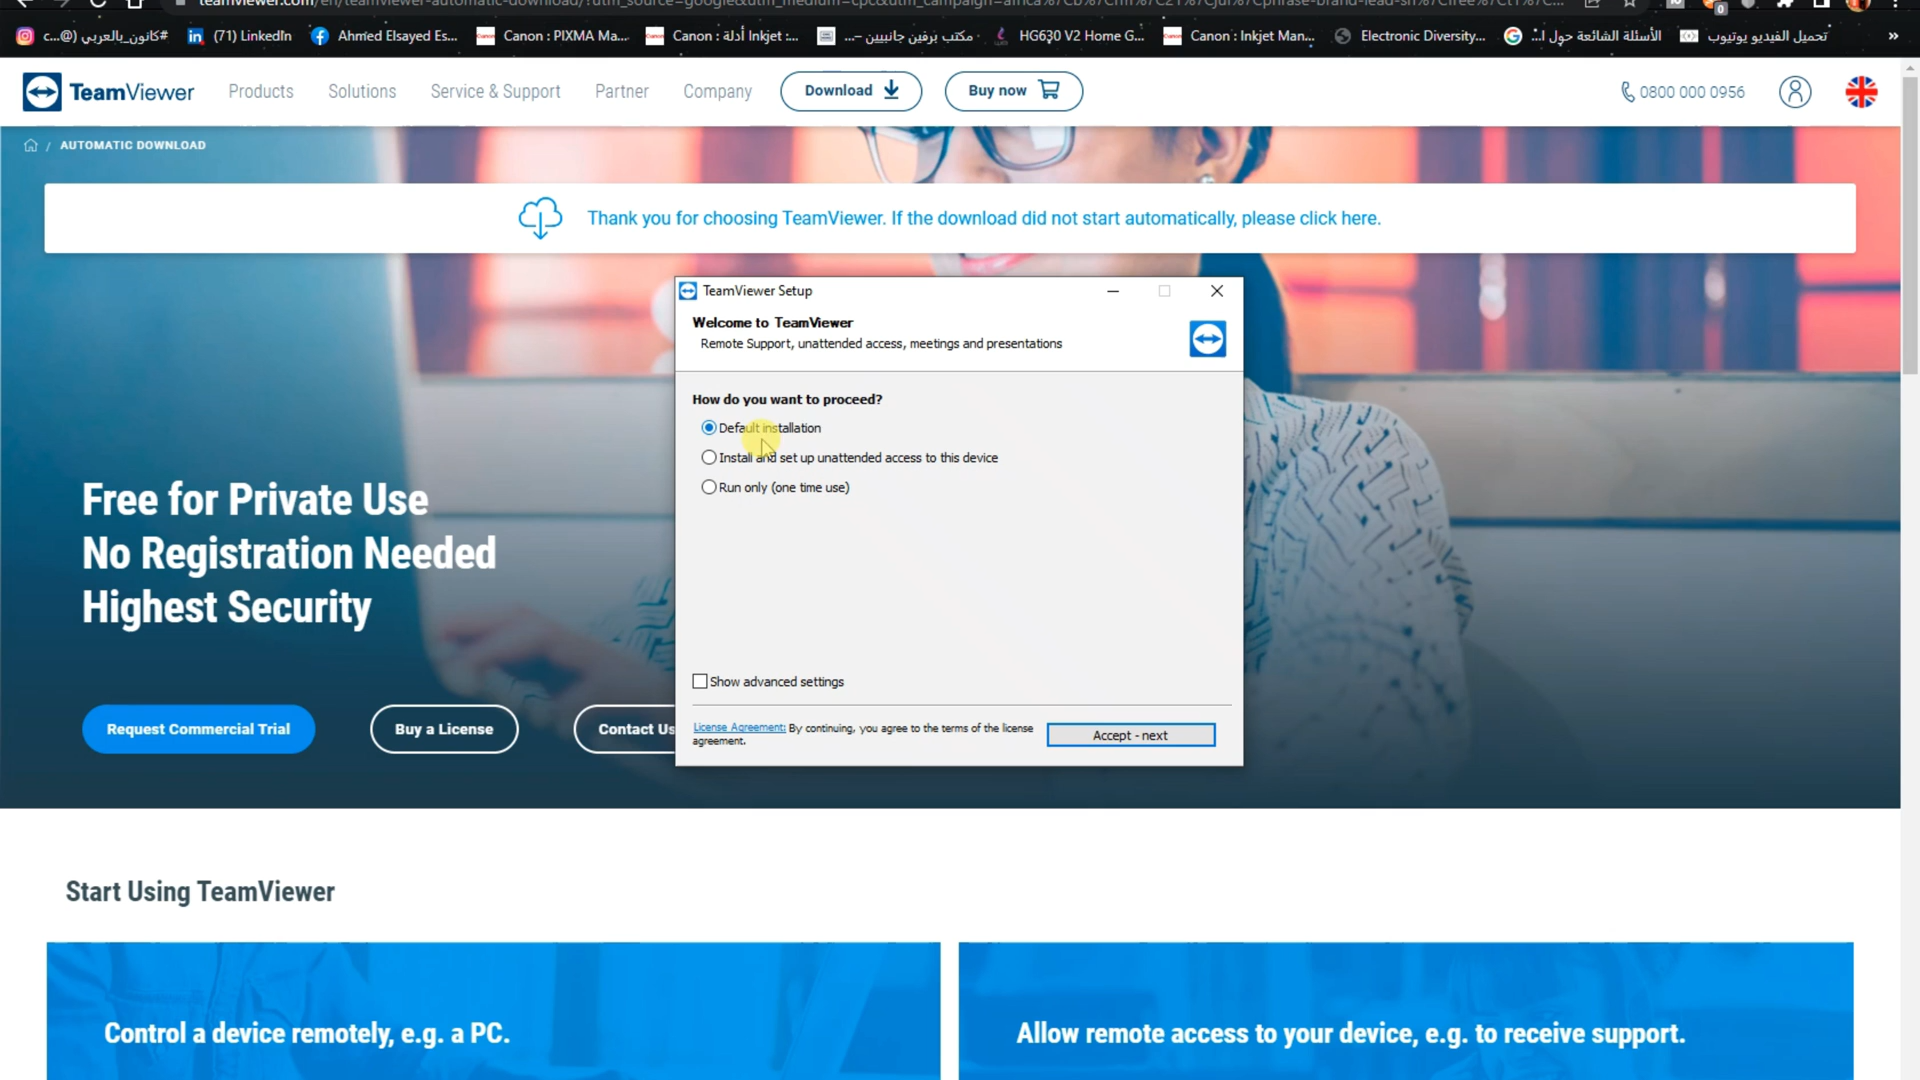 #كانون_بالعربي (@...c
(71) LinkedIn
Ahmed Elsayed Es...
Canon : PIXMA Ma...
Canon : أدلة Inkjet :...
مكتب برفين جانبيين –...
HG630 V2 Home G...
Canon : Inkjet Man...
Electronic Diversity...
الأسئلة الشائعة حول ا...
تحميل الفيديو يوتيوب
»
TeamViewer
Products
Solutions
Service & Support
Partner
Company
Download
Buy now
0800 000 0956
/ AUTOMATIC DOWNLOAD
Thank you for choosing TeamViewer. If the download did not start automatically, please click here.
TeamViewer Setup
Welcome to TeamViewer
Remote Support, unattended access, meetings and presentations
How do you want to proceed?
Default installation
Install and set up unattended access to this device
Run only (one time use)
Show advanced settings
License Agreement: By continuing, you agree to the terms of the license
agreement.
Accept - next
Free for Private Use
No Registration Needed
Highest Security
Request Commercial Trial
Buy a License
Contact Us
Start Using TeamViewer
Control a device remotely, e.g. a PC.
Allow remote access to your device, e.g. to receive support.